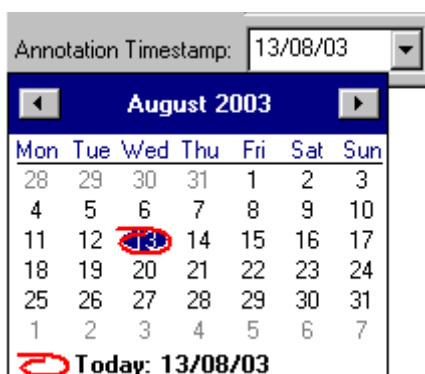 Annotation Timestamp: 13/08/03
August 2003
Mon Tue Wed Thu Fri Sat Sun
28 29 30 31 1 2 3
4 5 6 7 8 9 10
11 12 13 14 15 16 17
18 19 20 21 22 23 24
25 26 27 28 29 30 31
1 2 3 4 5 6 7
Today: 13/08/03